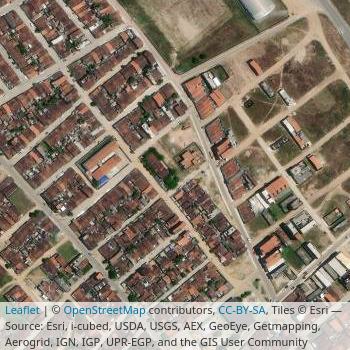 Leaflet | © OpenStreetMap contributors, CC-BY-SA, Tiles © Esri —
Source: Esri, i-cubed, USDA, USGS, AEX, GeoEye, Getmapping,
Aerogrid, IGN, IGP, UPR-EGP, and the GIS User Community